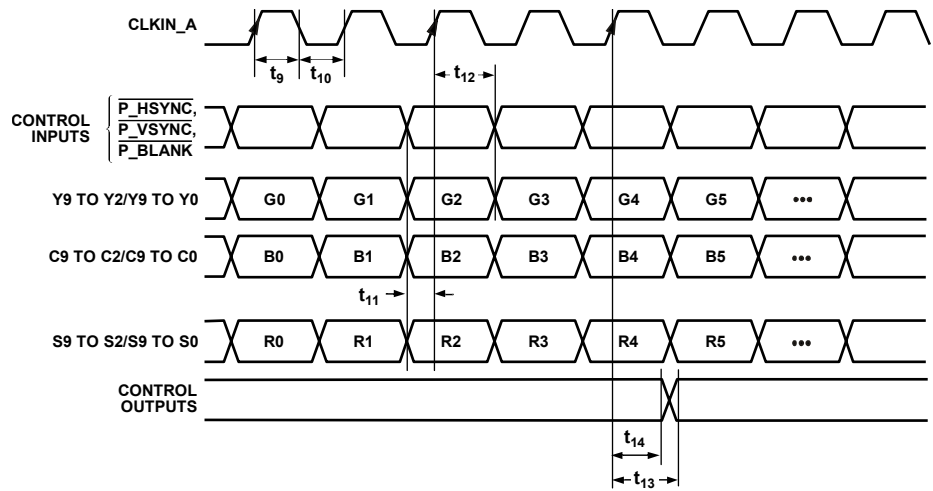 CLKIN_A
t9
t10
t12
CONTROL
INPUTS
P_HSYNC,
P_VSYNC,
P_BLANK
Y9 TO Y2/Y9 TO Y0
G0 G1 G2 G3 G4 G5 •••
C9 TO C2/C9 TO C0
B0 B1 B2 B3 B4 B5 •••
t11
S9 TO S2/S9 TO S0
R0 R1 R2 R3 R4 R5 •••
CONTROL
OUTPUTS
t14
t13